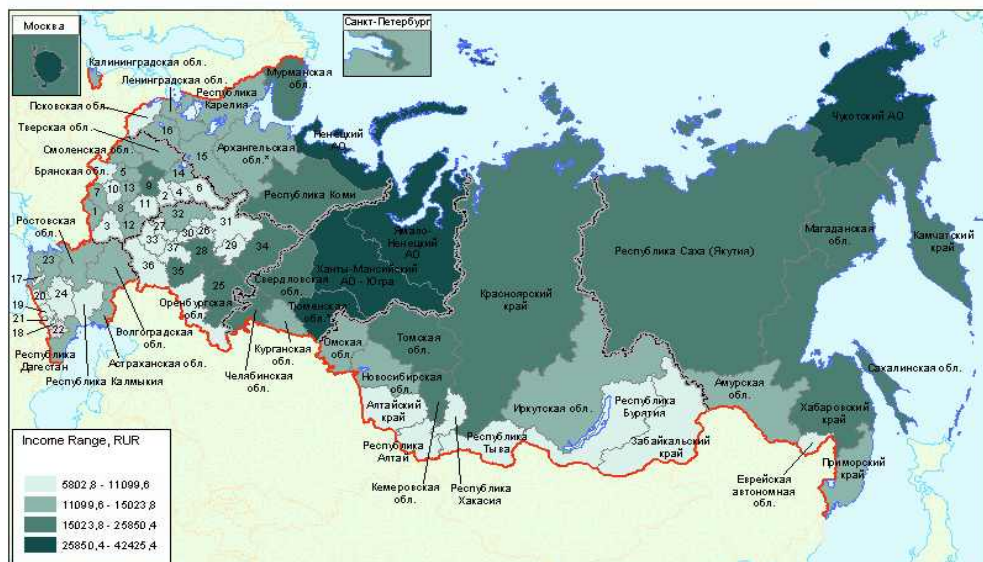 Москва
Санкт-Петербург
Калининградская обл.
Ленинградская обл.
Мурманская
обл.
Республика
Карелия
Псковская обл.
Тверская обл.
Смоленская обл.
Брянская обл.
Ростовская
обл.
Ненецкий
АО
Архангельская
обл.*
Республика Коми
Чукотский АО
16
15
5
14
7
10
13
9
2
4
6
11
1
8
3
12
32
31
27
30
26
33
29
37
28
34
36
35
25
23
17
20
24
19
21
18
22
Ямало-
Ненецкий
АО
Ханты-Мансийский
АО - Югра
Республика Саха (Якутия)
Магаданская
обл.
Камчатский
край
Красноярский
край
Свердловская
обл.
Оренбургская
обл.
Тюменская
обл.
Волгоградская
обл.
Астраханская обл.
Республика
Дагестан
Республика Калмыкия
Курганская
обл.
Челябинская
обл.
Омская
обл.
Томская
обл.
Новосибирская
обл.
Алтайский
край
Республика
Алтай
Кемеровская
обл.
Республика
Хакасия
Республика
Тыва
Иркутская обл.
Республика
Бурятия
Забайкальский
край
Амурская
обл.
Хабаровский
край
Сахалинская обл.
Еврейская
автономная
обл.
Приморский
край
Income Range, RUR
5802,8 - 11099,6
11099,6 - 15023,8
15023,8 - 25850,4
25850,4 - 42425,4